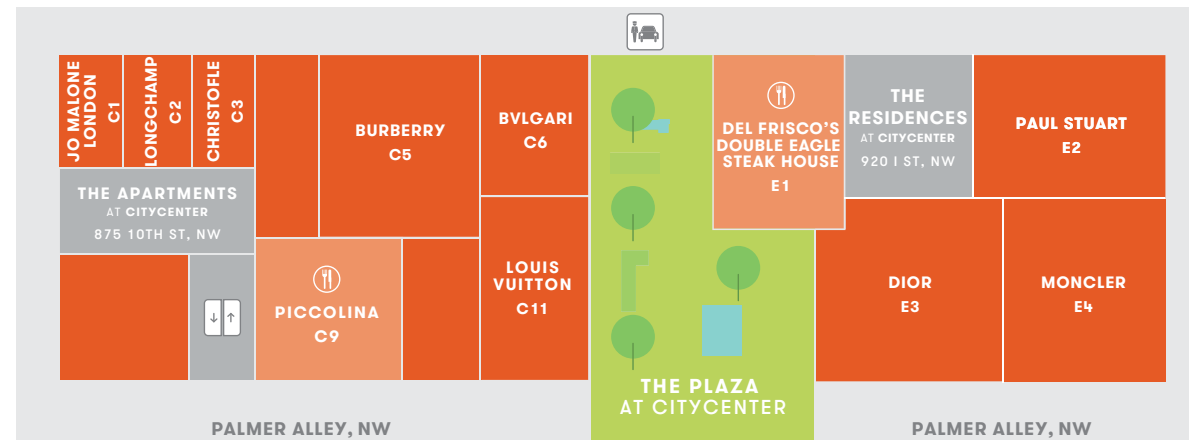 JO MALONE
LONDON
C1
LONGCHAMP
C2
CHRISTOFLE
C3
BURBERRY
C5
BVLGARI
C6
DEL FRISCO'S
DOUBLE EAGLE
STEAK HOUSE
E1
THE
RESIDENCES
AT CITYCENTER
920 I ST, NW
PAUL STUART
E2
THE APARTMENTS
AT CITYCENTER
875 10TH ST, NW
PICCOLINA
C9
LOUIS
VUITTON
C11
DIOR
E3
MONCLER
E4
THE PLAZA
AT CITYCENTER
PALMER ALLEY, NW
PALMER ALLEY, NW